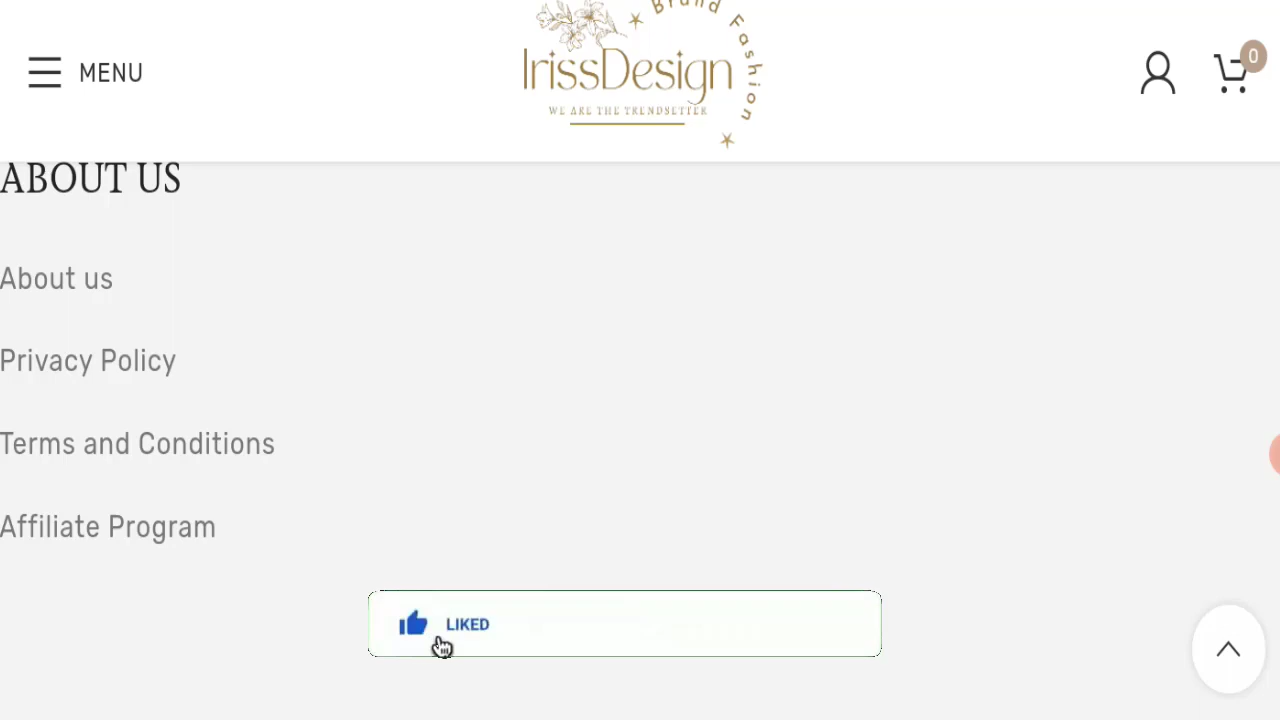 MENU
Brand Fashion
IrissDesign
WE ARE THE TRENDSETTER
0
ABOUT US
About us
Privacy Policy
Terms and Conditions
Affiliate Program
LIKED